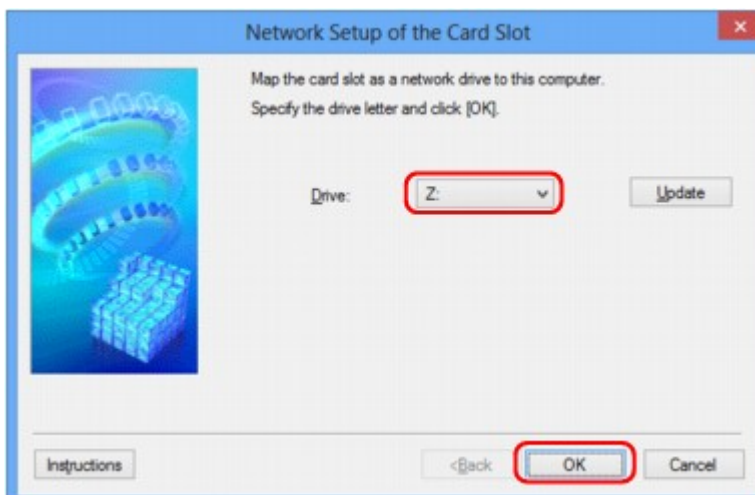 Network Setup of the Card Slot
Map the card slot as a network drive to this computer.
Specify the drive letter and click [OK].
Drive: Z: Update
Instructions <Back OK Cancel